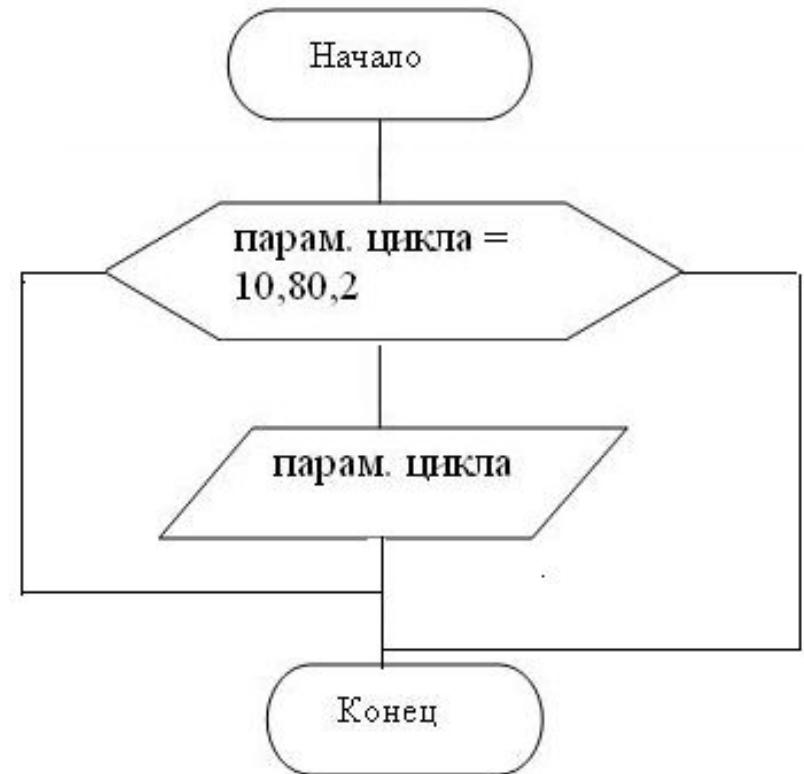 Начало
парам. цикла =
10,80,2
парам. цикла
Конец